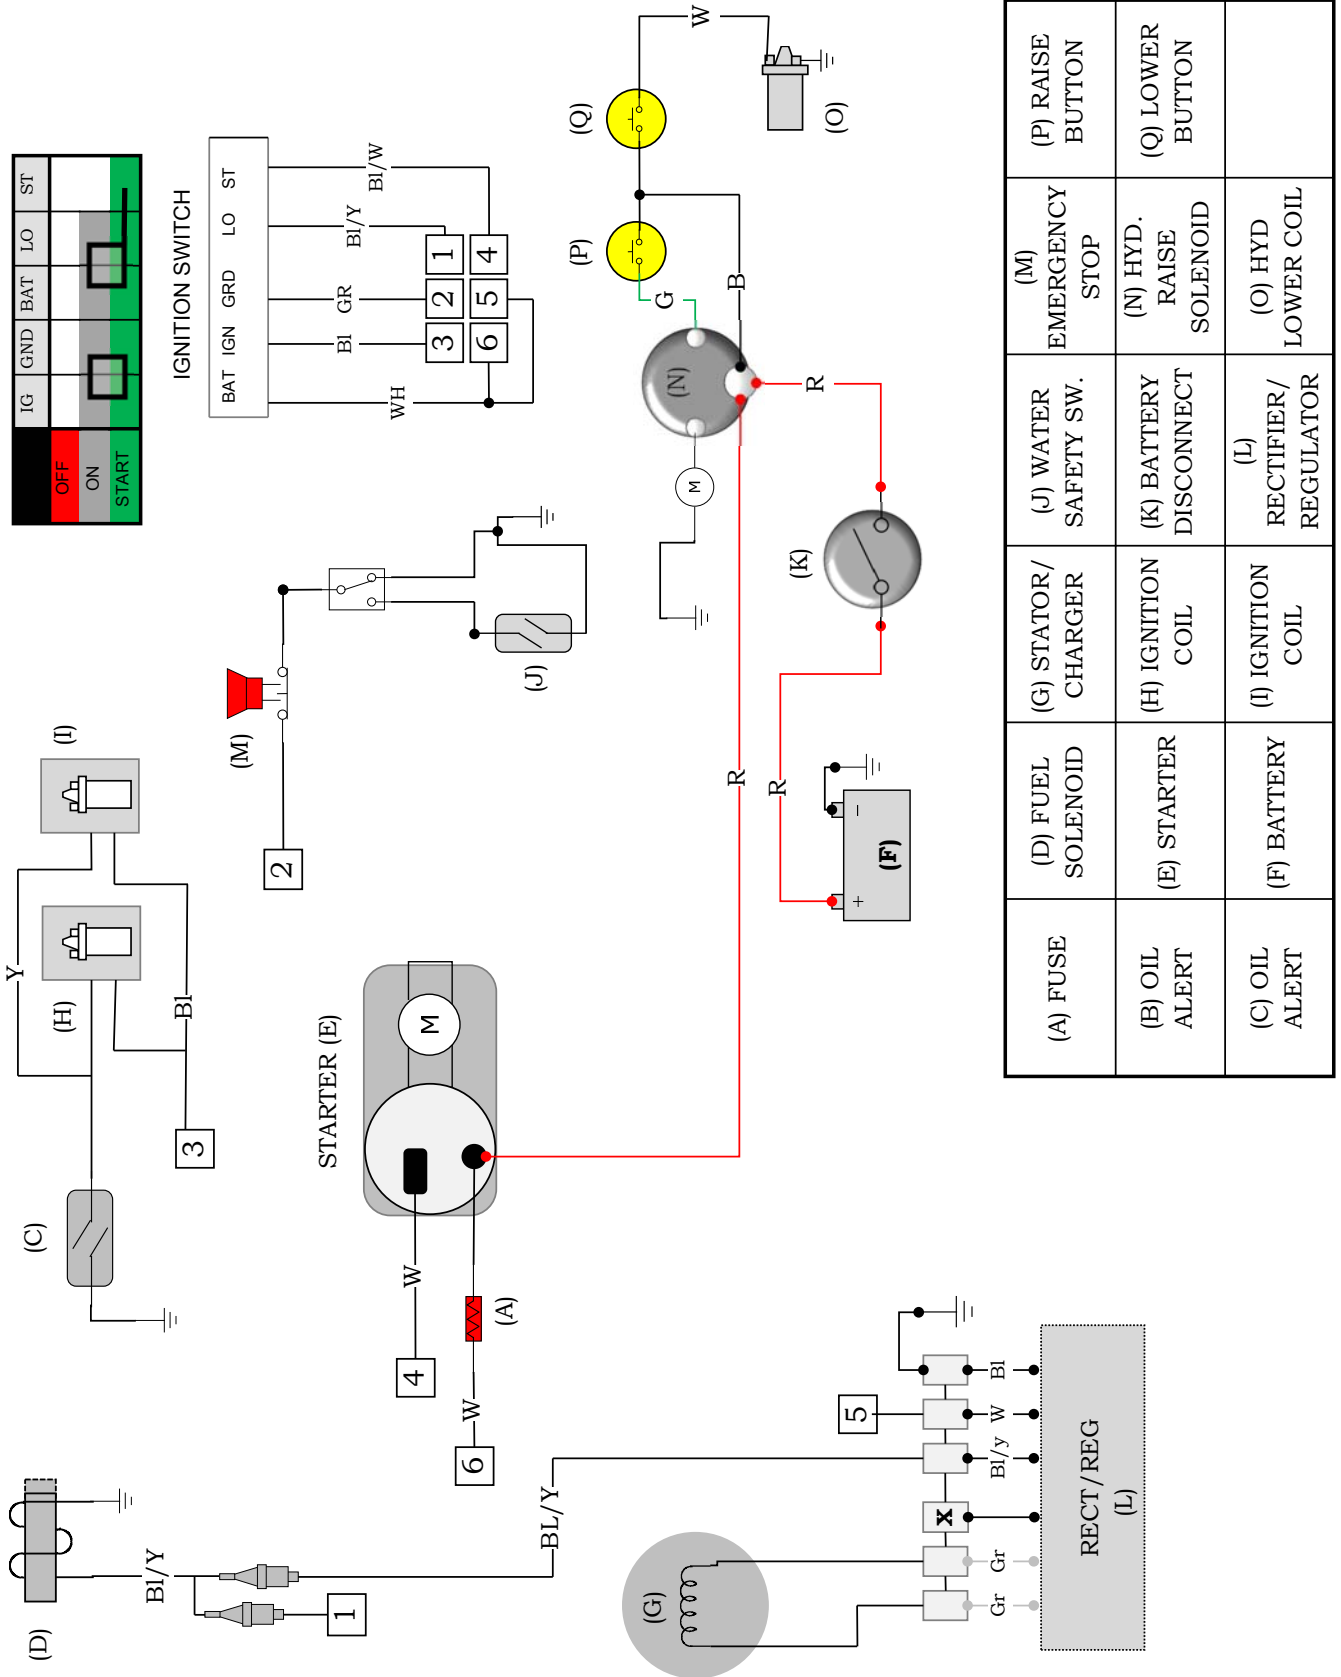 IG GND BAT LO ST
OFF
ON
START
IGNITION SWITCH
BAT IGN GRD LO ST
WH
Bl
GR
Bl/Y
Bl/W
3 2 1
6 5 4
(I)
Y
(H)
Bl
3
(C)
(M)
2
(J)
STARTER (E)
M
4
W
6
W
(A)
(D)
Bl/Y
1
BL/Y
(G)
Gr
Gr
X
Bl/y
W
Bl
5
RECT/REG
(L)
(P)
(Q)
W
(O)
G
B
(N)
M
R
(K)
R
R
+
-
(F)
(A) FUSE
(D) FUEL
SOLENOID
(G) STATOR/
CHARGER
(J) WATER
SAFETY SW.
(M)
EMERGENCY
STOP
(P) RAISE
BUTTON
(B) OIL
ALERT
(E) STARTER
(H) IGNITION
COIL
(K) BATTERY
DISCONNECT
(N) HYD.
RAISE
SOLENOID
(Q) LOWER
BUTTON
(C) OIL
ALERT
(F) BATTERY
(I) IGNITION
COIL
(L)
RECTIFIER/
REGULATOR
(O) HYD
LOWER COIL